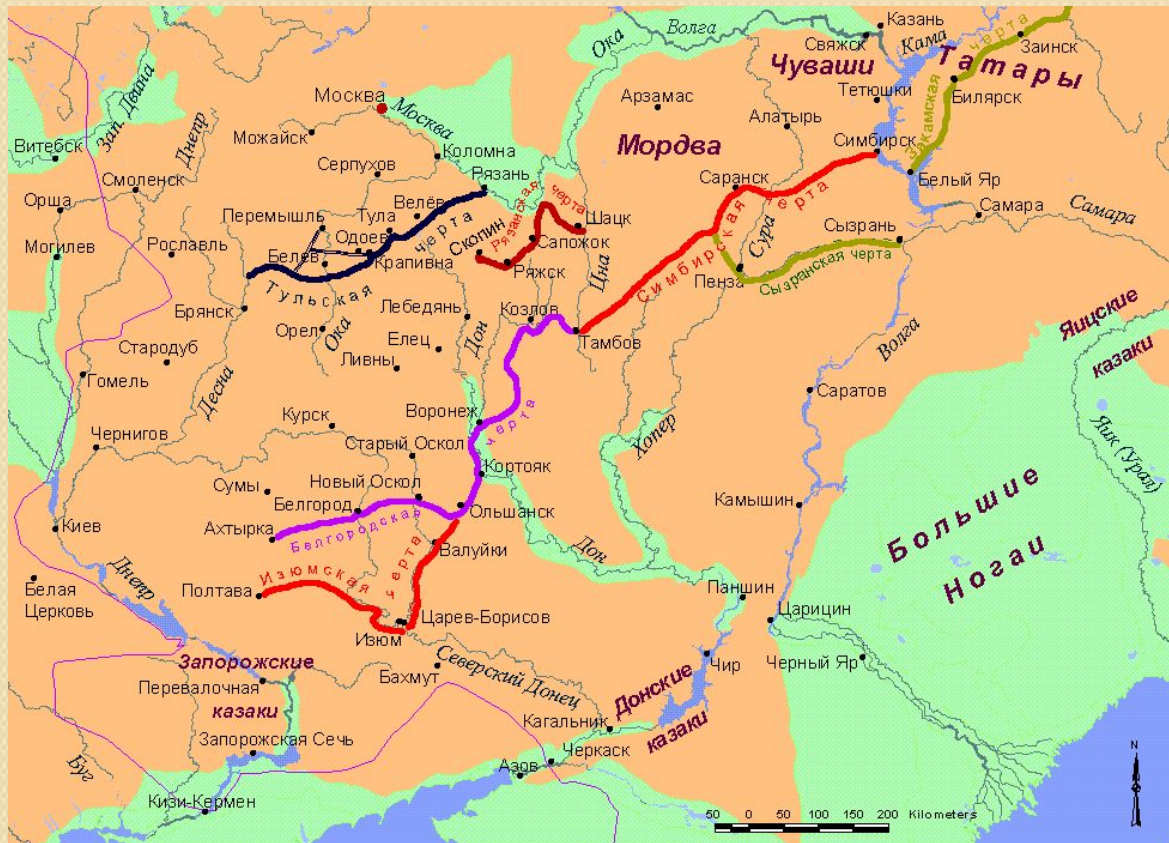 Казань
Ока
Волга
Свяжск
Кама
черта
Заинск
Чуваши
Татары
Зап. Двина
Москва
Москва
Арзамас
Тетюшки
Билярск
Днепр
Можайск
Алатырь
Закамская
Витебск
Коломна
Мордва
Симбирск
Серпухов
Смоленск
Рязань
Саранск
Белый Яр
Орша
Велёв
Рязанская черта
Симбирская черта
Перемышль
Тула
черта
Скопин
Шацк
Самара
Самара
Могилев
Рославль
Одоев
Сапожок
Сура
Сызрань
Белев
Крапивна
Ряжск
Цна
Пенза
Сызранская черта
Тульская
Брянск
Лебедянь
Козлов
Орел
Ока
Дон
Тамбов
Яицские
казаки
Стародуб
Елец
Волга
Ливны
Гомель
Десна
Саратов
Курск
Воронеж
черта
Хопер
Яик (Урал)
Чернигов
Старый Оскол
Кортояк
Сумы
Новый Оскол
Белгород
Камышин
Большие
Ногаи
Киев
Ахтырка
Белгородская
Ольшанск
Валуйки
Дон
Днепр
Изюмская черта
Белая
Церковь
Полтава
Паншин
Царев-Борисов
Царицин
Изюм
Запорожские
казаки
Северский Донец
Чир
Черный Яр
Перевалочная
Бахмут
Донские
казаки
Кагальник
Запорожская Сечь
Черкаск
Буг
Азов
Кизи-Кермен
N
50 0 50 100 150 200 Kilometers